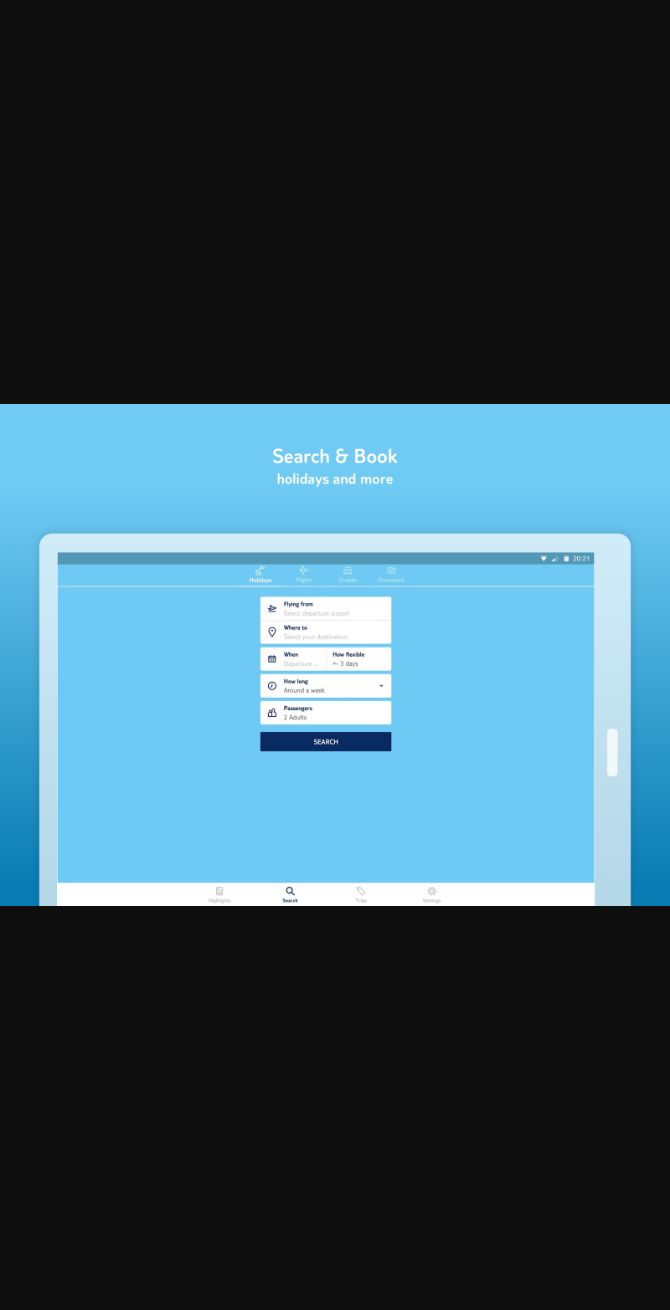 Search & Book
holidays and more
20:21
Holidays Flights Cruises Excursions
Flying from
Select departure airport
Where to
Select your destination
When How flexible
Departure ... +- 3 days
How long
Around a week
Passengers
2 Adults
SEARCH
Highlights Search Trips Settings